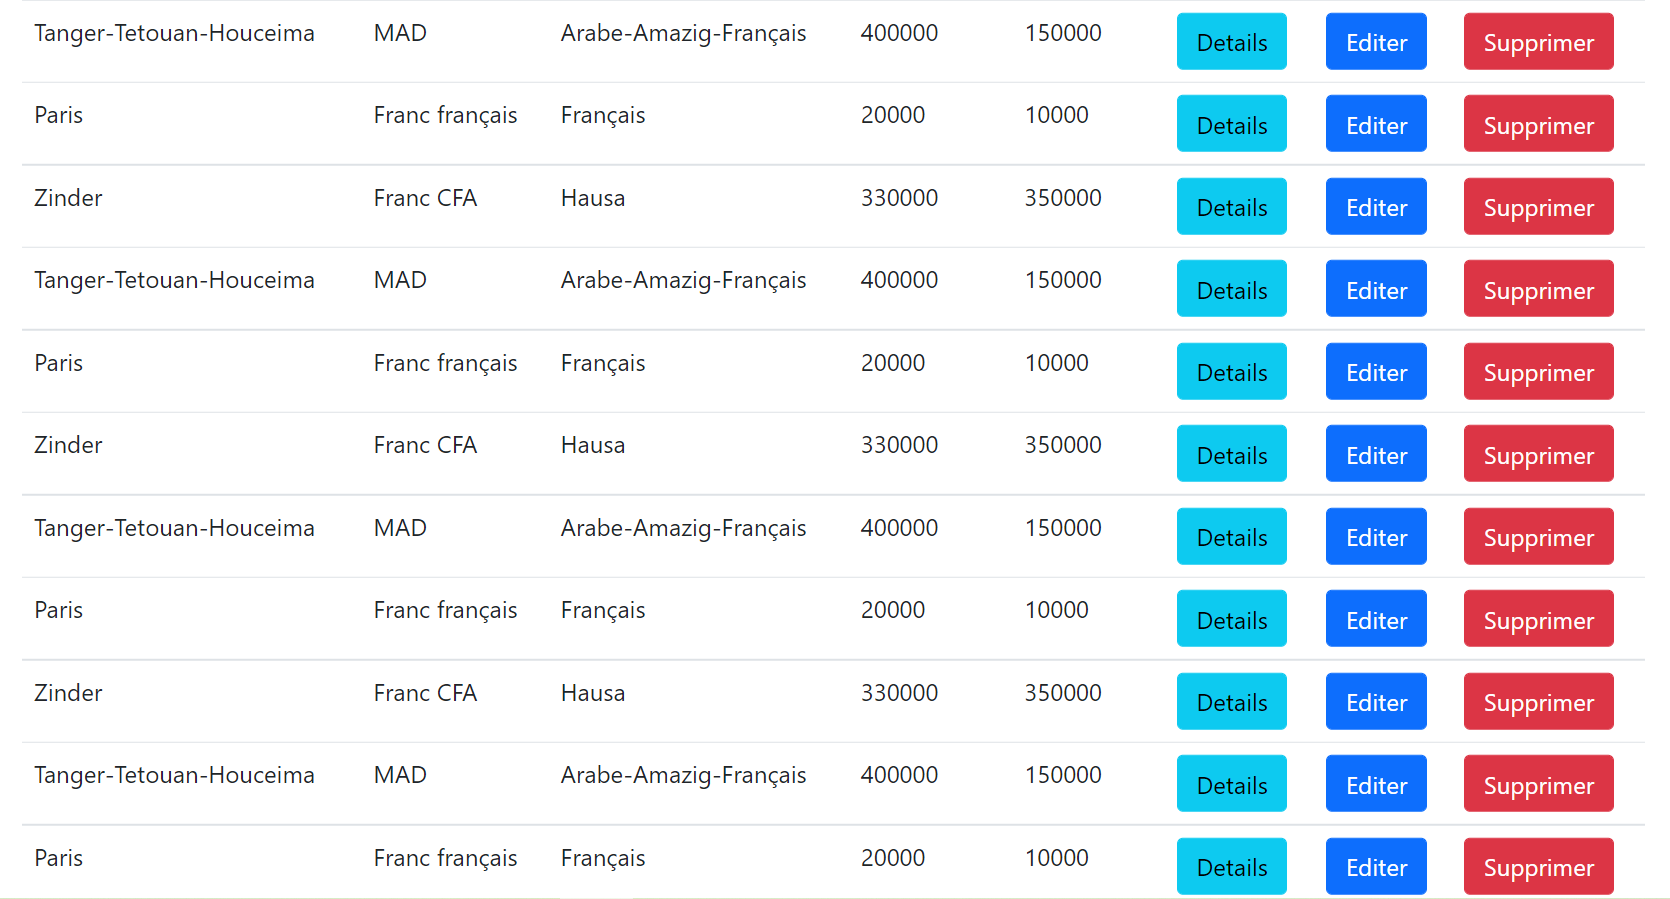 Tanger-Tetouan-Houceima MAD Arabe-Amazig-Français 400000 150000 Details Editer Supprimer
Paris Franc français Français 20000 10000 Details Editer Supprimer
Zinder Franc CFA Hausa 330000 350000 Details Editer Supprimer
Tanger-Tetouan-Houceima MAD Arabe-Amazig-Français 400000 150000 Details Editer Supprimer
Paris Franc français Français 20000 10000 Details Editer Supprimer
Zinder Franc CFA Hausa 330000 350000 Details Editer Supprimer
Tanger-Tetouan-Houceima MAD Arabe-Amazig-Français 400000 150000 Details Editer Supprimer
Paris Franc français Français 20000 10000 Details Editer Supprimer
Zinder Franc CFA Hausa 330000 350000 Details Editer Supprimer
Tanger-Tetouan-Houceima MAD Arabe-Amazig-Français 400000 150000 Details Editer Supprimer
Paris Franc français Français 20000 10000 Details Editer Supprimer